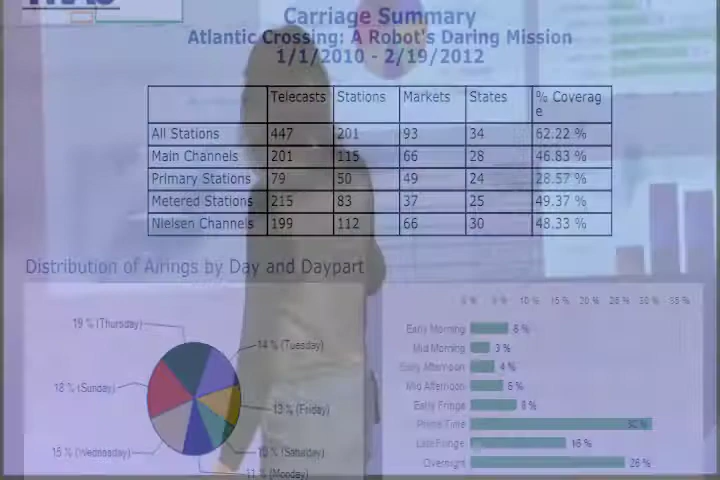 Carriage Summary
Atlantic Crossing: A Robot's Daring Mission
1/1/2010 - 2/19/2012
Telecasts Stations Markets States % Coverag
e
All Stations 447 201 93 34 62.22 %
Main Channels 201 115 66 28 46.83 %
Primary Stations 79 50 49 24 28.57 %
Metered Stations 215 83 37 25 49.37 %
Nielsen Channels 199 112 66 30 48.33 %
Distribution of Airings by Day and Daypart
19 % (Thursday)
14 % (Tuesday)
18 % (Sunday)
13 % (Friday)
15 % (Wednesday)
10 % (Saturday)
11 % (Monday)
0 % 5 % 10 % 15 % 20 % 25 % 30 % 35 %
Early Morning 6 %
Mid Morning 3 %
Early Afternoon 4 %
Mid Afternoon
Early Fringe 8 %
Prime Time
Late Fringe 16 %
Overnight 26 %